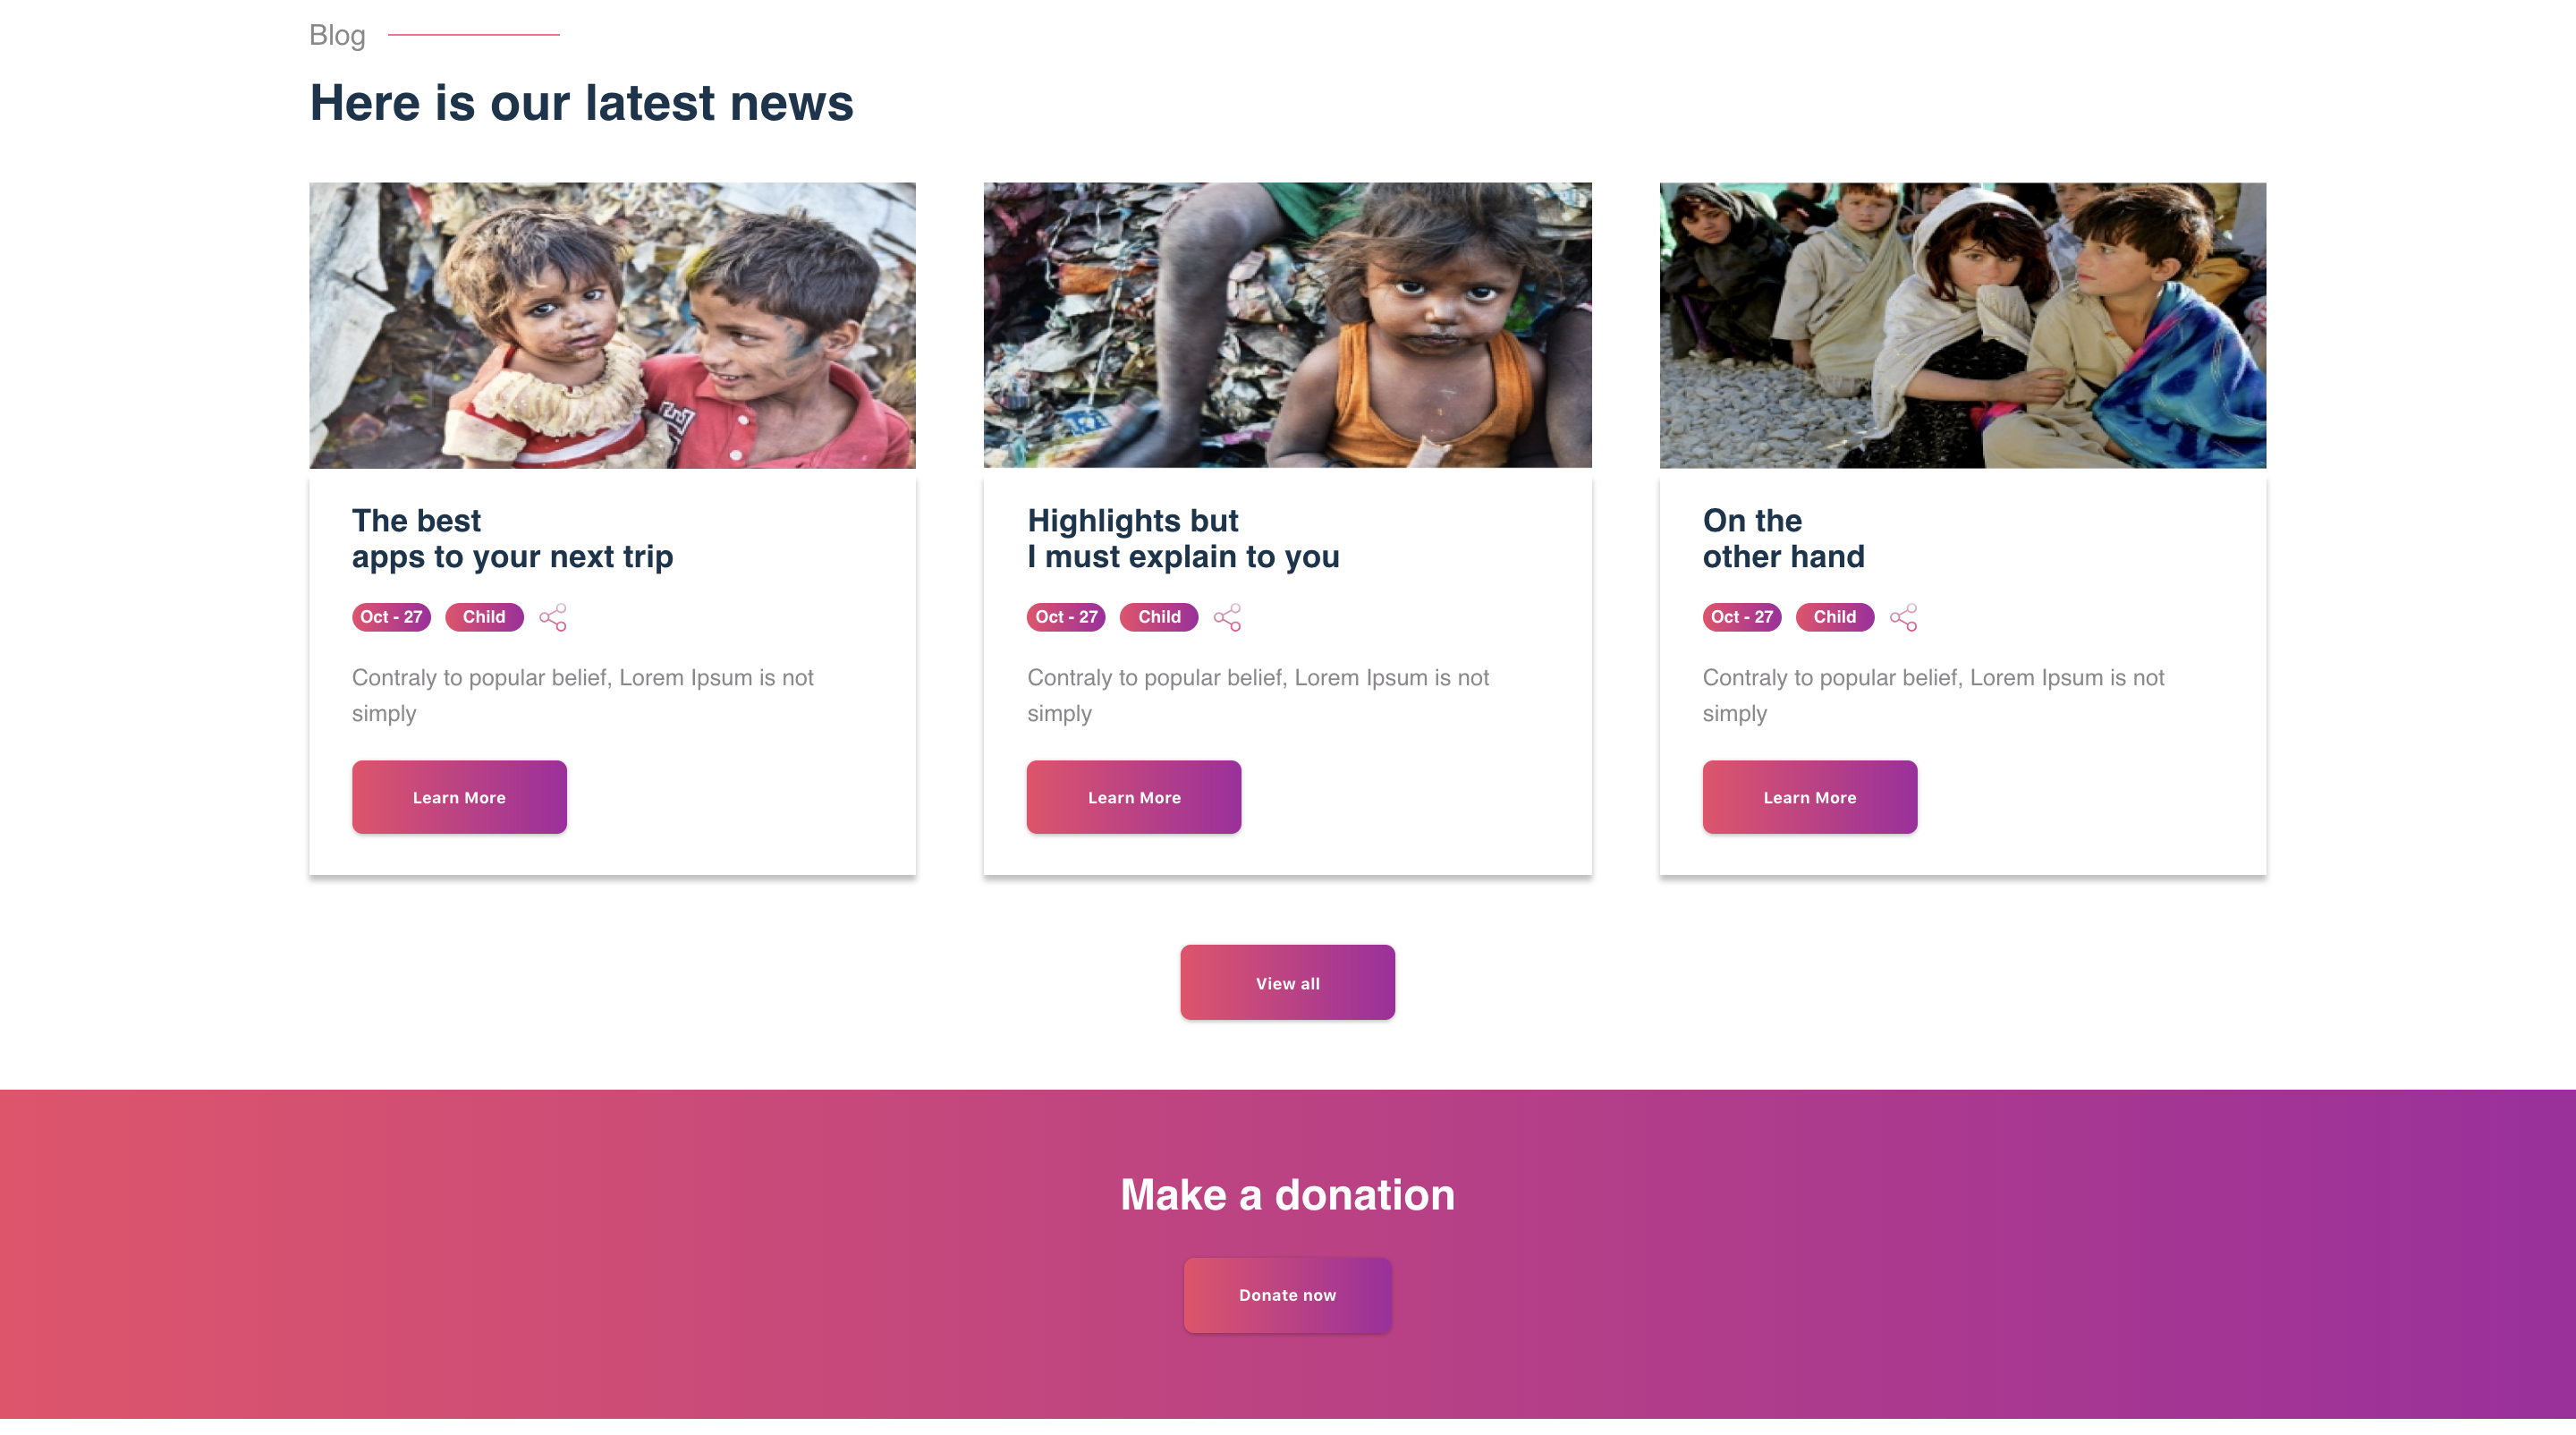 Blog
Here is our latest news
The best
apps to your next trip
Oct - 27 Child
Contraly to popular belief, Lorem Ipsum is not
simply
Learn More
Highlights but
I must explain to you
Oct - 27 Child
Contraly to popular belief, Lorem Ipsum is not
simply
Learn More
On the
other hand
Oct - 27 Child
Contraly to popular belief, Lorem Ipsum is not
simply
Learn More
View all
Make a donation
Donate now